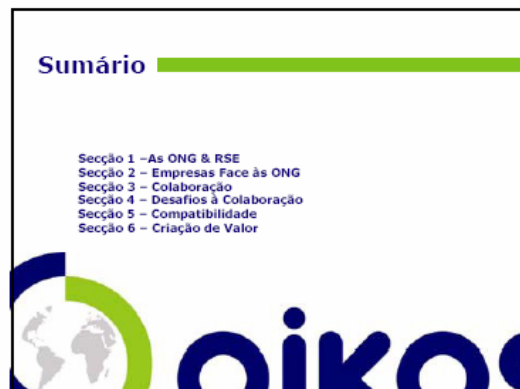 Sumário
Secção 1 –As ONG & RSE
Secção 2 – Empresas Face às ONG
Secção 3 – Colaboração
Secção 4 – Desafios à Colaboração
Secção 5 – Compatibilidade
Secção 6 – Criação de Valor
oikos